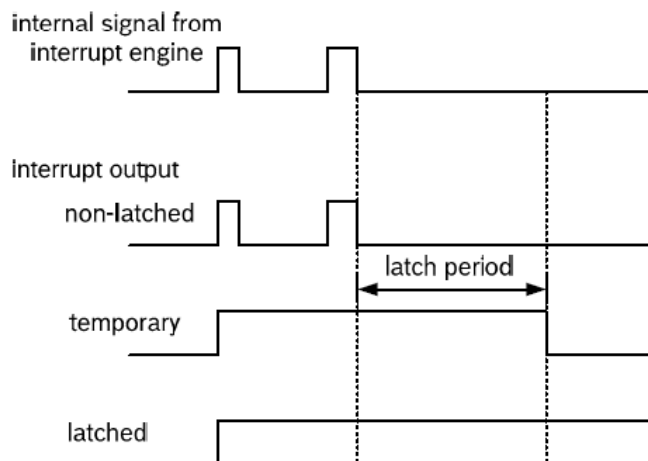 internal signal from
interrupt engine
interrupt output
non-latched
latch period
temporary
latched